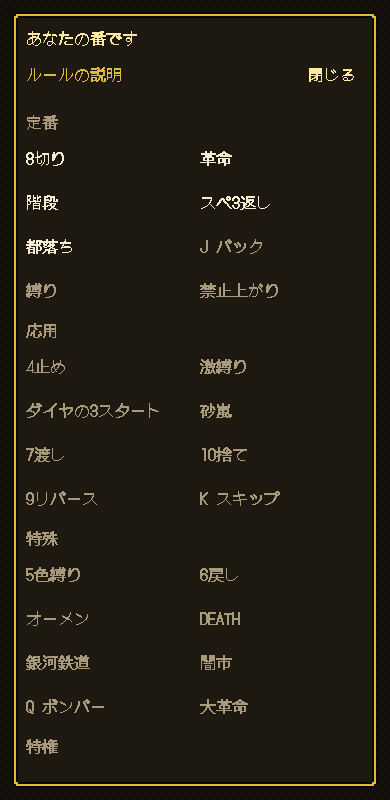 あなたの番です
ルールの説明 閉じる
定番
8切り 革命
階段 スペ3返し
都落ち J バック
縛り 禁止上がり
応用
4止め 激縛り
ダイヤの3スタート 砂嵐
7渡し 10捨て
9リバース K スキップ
特殊
5色縛り 6戻し
オーメン DEATH
銀河鉄道 闇市
Q ボンバー 大革命
特権